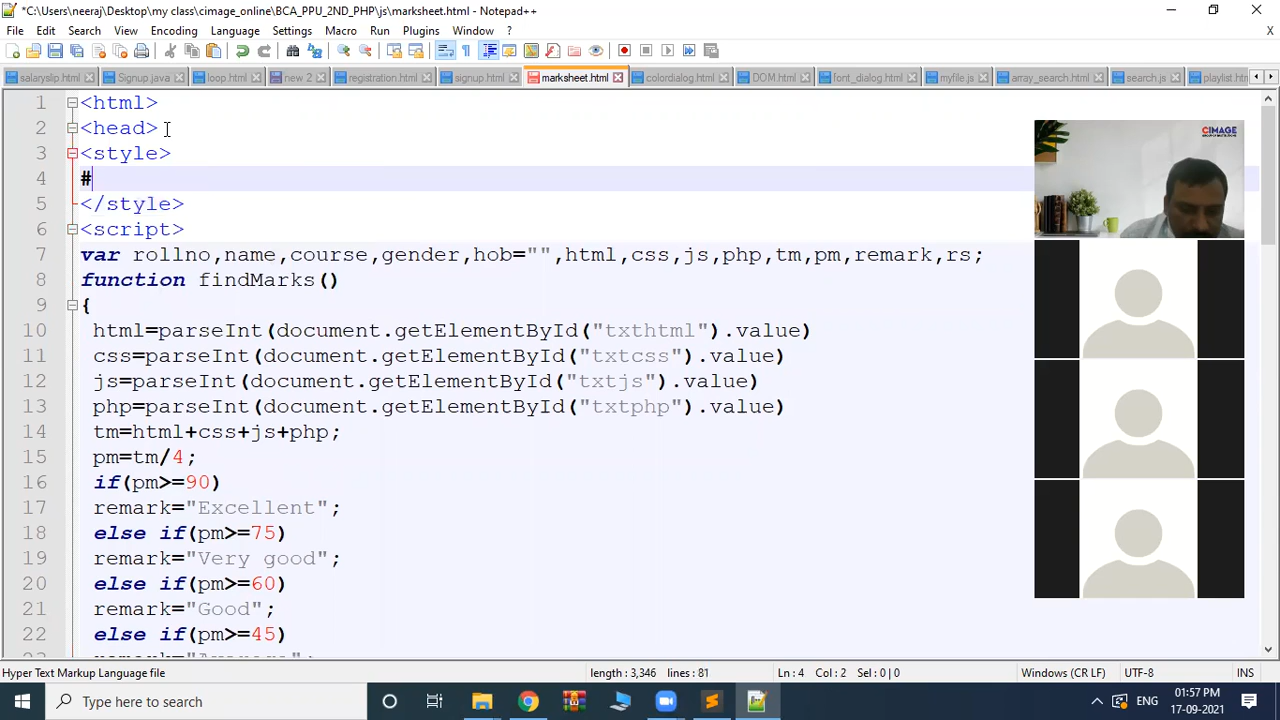 *C:\Users\neeraj\Desktop\my class\cimage_online\BCA_PPU_2ND_PHP\js\marksheet.html - Notepad++
File Edit Search View Encoding Language Settings Macro Run Plugins Window ?
salaryslip.html Signup.java loop.html new 2 registration.html signup.html marksheet.html colordialog.html DOM.html font_dialog.html myfile.js array_search.html search.js playlist
1 <html>
2 <head>
3 <style>
4 #
5 </style>
6 <script>
7 var rollno,name,course,gender,hob="",html,css,js,php,tm,pm,remark,rs;
8 function findMarks()
9 {
10 html=parseInt(document.getElementById("txthtml").value)
11 css=parseInt(document.getElementById("txtcss").value)
12 js=parseInt(document.getElementById("txtjs").value)
13 php=parseInt(document.getElementById("txtphp").value)
14 tm=html+css+js+php;
15 pm=tm/4;
16 if(pm>=90)
17 remark="Excellent";
18 else if(pm>=75)
19 remark="Very good";
20 else if(pm>=60)
21 remark="Good";
22 else if(pm>=45)
CIMAGE
Hyper Text Markup Language file length : 3,346 lines : 81 Ln : 4 Col : 2 Sel : 0 | 0 Windows (CR LF) UTF-8 INS
Type here to search
ENG
01:57 PM
17-09-2021